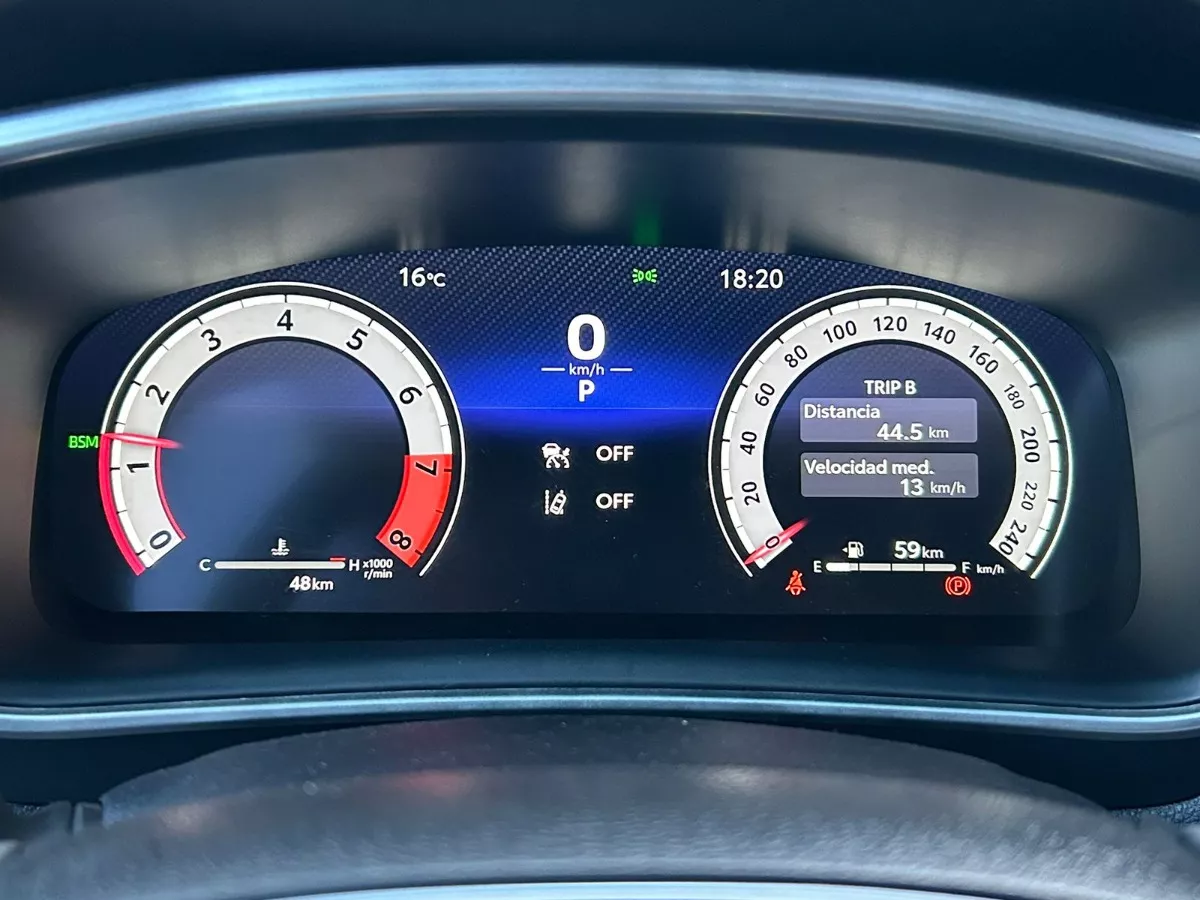 16°C
18:20
0
km/h
P
BSM
0
1
2
3
4
5
6
7
8
x1000
r/min
C
H
48km
OFF
OFF
0
20
40
60
80
100
120
140
160
180
200
220
240
TRIP B
Distancia
44.5 km
Velocidad med.
13 km/h
59km
E
F
km/h
P